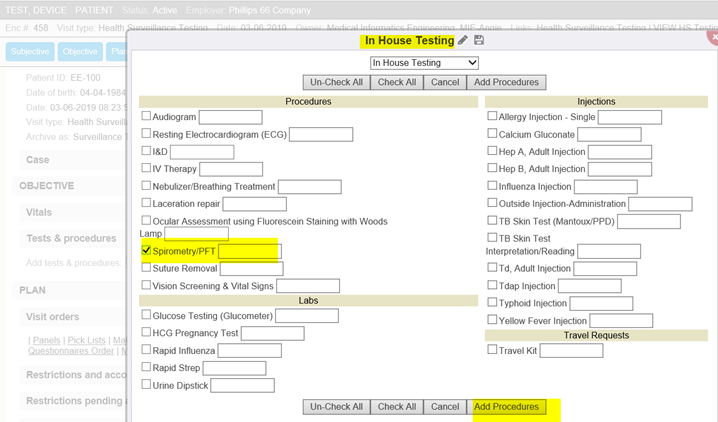 TEST, DEVICE PATIENT Status: Active Employer: Phillips 66 Company
Enc # 458 Visit type: Health Surveillance Testing Date: 03-06-2019 Owner: Medical Informatics Engineering, MIE Links: Health Surveillance Testing | VIEW HS Testing
Subjective
Objective
Plan
Patient ID: EE-100
Date of birth: 04-04-1984
Date: 03-06-2019 08:23:5
Visit type: Health Surveill
Archive as: Surveillance T
Case
OBJECTIVE
Vitals
Tests & procedures
Add tests & procedures:
PLAN
Visit orders
| Panels | Pick Lists | Ma
Questionnaires Order | M
Restrictions and acco
Restrictions pending
In House Testing
In House Testing
Un-Check All Check All Cancel Add Procedures
Procedures
Audiogram
Resting Electrocardiogram (ECG)
I&D
IV Therapy
Nebulizer/Breathing Treatment
Laceration repair
Ocular Assessment using Fluorescein Staining with Woods
Lamp
Spirometry/PFT
Suture Removal
Vision Screening & Vital Signs
Labs
Glucose Testing (Glucometer)
HCG Pregnancy Test
Rapid Influenza
Rapid Strep
Urine Dipstick
Injections
Allergy Injection - Single
Calcium Gluconate
Hep A, Adult Injection
Hep B, Adult Injection
Influenza Injection
Outside Injection-Administration
TB Skin Test (Mantoux/PPD)
TB Skin Test
Interpretation/Reading
Td, Adult Injection
Tdap Injection
Typhoid Injection
Yellow Fever Injection
Travel Requests
Travel Kit
Un-Check All Check All Cancel Add Procedures